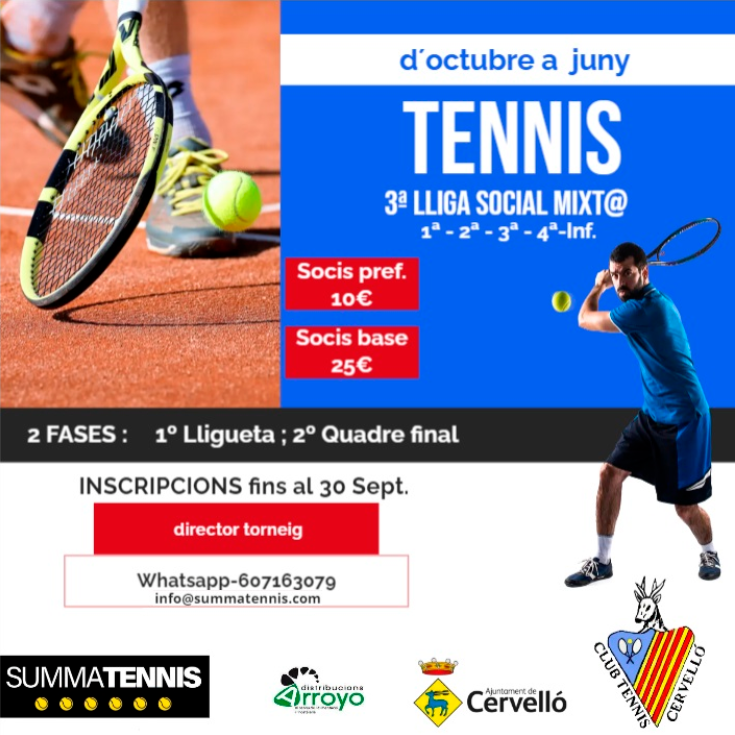 d´octubre a juny
TENNIS
3ª LLIGA SOCIAL MIXT@
1ª - 2ª - 3ª - 4ª-Inf.
Socis pref.
10€
Socis base
25€
2 FASES : 1º Lligueta ; 2º Quadre final
INSCRIPCIONS fins al 30 Sept.
director torneig
Whatsapp-607163079
info@summatennis.com
SUMMATENNIS
distribucions
Arroyo
Ajuntament de
Cervelló
CLUB TENNIS CERVELLÓ